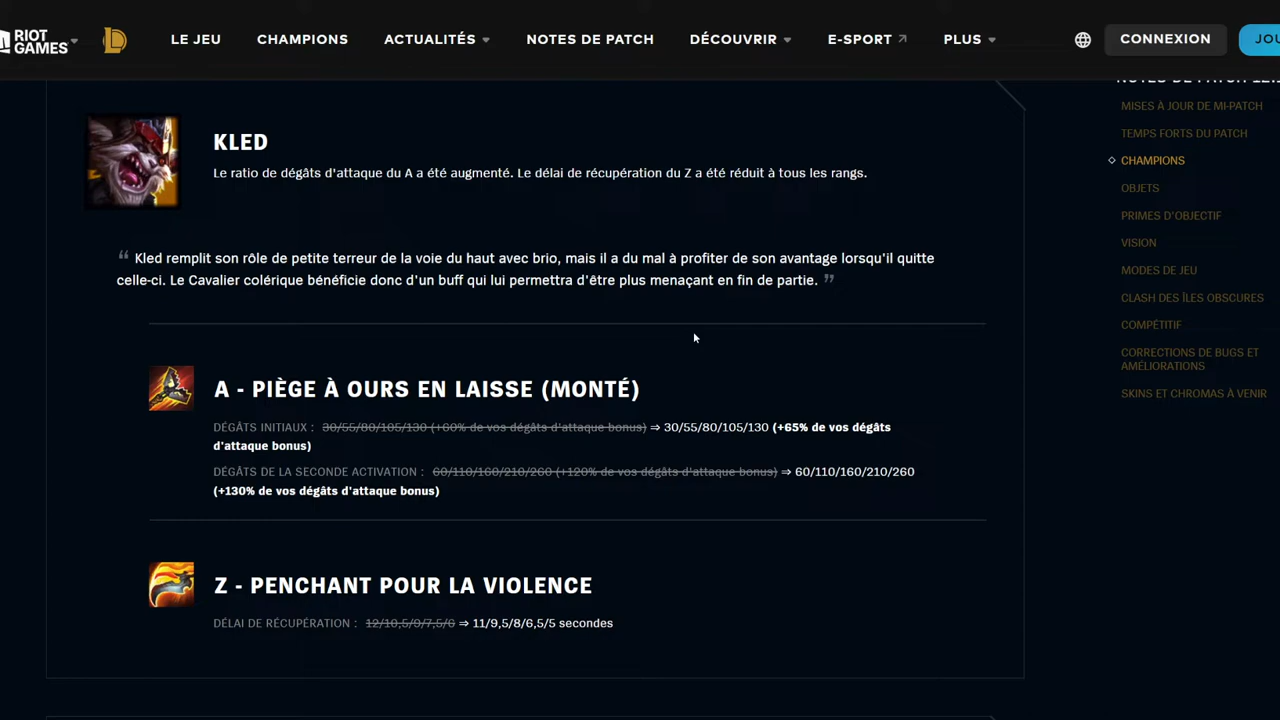 RIOT GAMES LE JEU CHAMPIONS ACTUALITÉS NOTES DE PATCH DÉCOUVRIR E-SPORT PLUS CONNEXION JOU
KLED
Le ratio de dégâts d'attaque du A a été augmenté. Le délai de récupération du Z a été réduit à tous les rangs.
“ Kled remplit son rôle de petite terreur de la voie du haut avec brio, mais il a du mal à profiter de son avantage lorsqu'il quitte
celle-ci. Le Cavalier colérique bénéficie donc d'un buff qui lui permettra d'être plus menaçant en fin de partie. ”
A - PIÈGE À OURS EN LAISSE (MONTÉ)
DÉGÂTS INITIAUX : 30/55/80/105/130 (+60% de vos dégâts d'attaque bonus) ⇒ 30/55/80/105/130 (+65% de vos dégâts
d'attaque bonus)
DÉGÂTS DE LA SECONDE ACTIVATION : 60/110/160/210/260 (+120% de vos dégâts d'attaque bonus) ⇒ 60/110/160/210/260
(+130% de vos dégâts d'attaque bonus)
Z - PENCHANT POUR LA VIOLENCE
DÉLAI DE RÉCUPÉRATION : 12/10,5/9/7,5/6 ⇒ 11/9,5/8/6,5/5 secondes
NOTES DE PATCH 12.
MISES À JOUR DE MI-PATCH
TEMPS FORTS DU PATCH
CHAMPIONS
OBJETS
PRIMES D'OBJECTIF
VISION
MODES DE JEU
CLASH DES ÎLES OBSCURES
COMPÉTITIF
CORRECTIONS DE BUGS ET
AMÉLIORATIONS
SKINS ET CHROMAS À VENIR